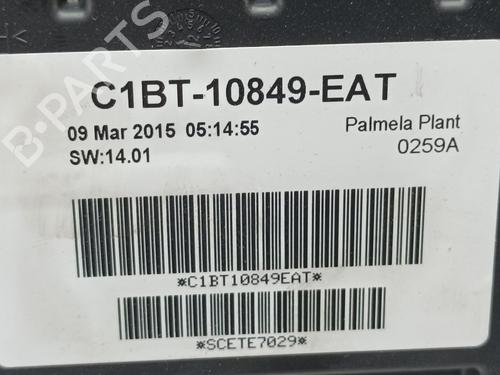 C1BT-10849-EAT
09 Mar 2015 05:14:55
Palmela Plant
SW:14.01
0259A
*C1BT10849EAT*
*SCETE7029*
B-PARTS